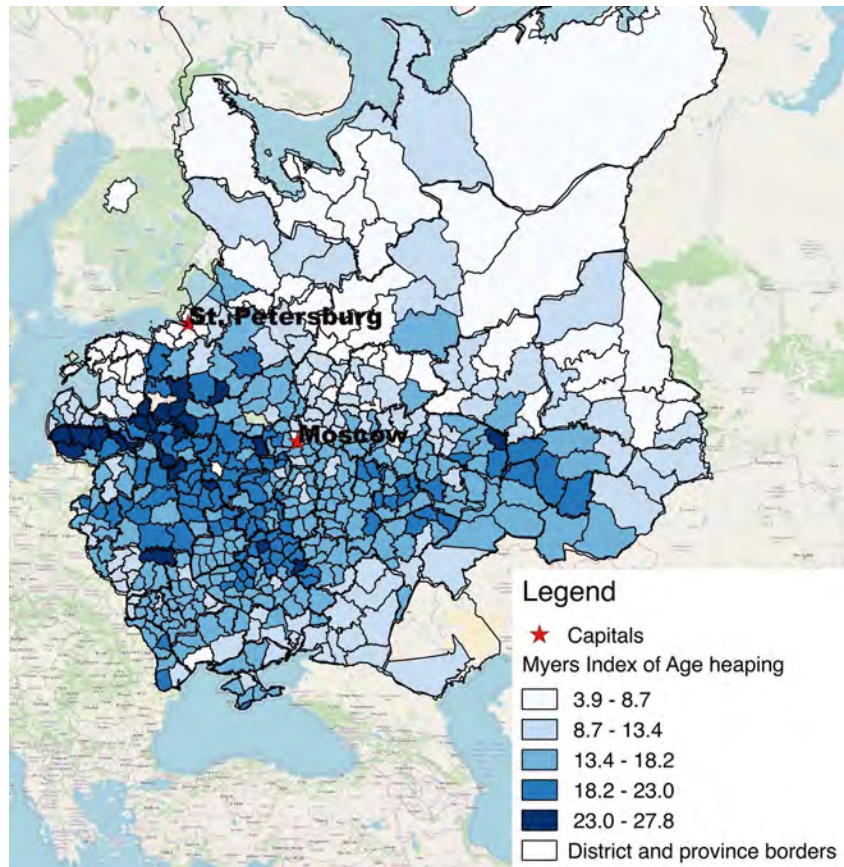 St. Petersburg
Moscow
Legend
Capitals
Myers Index of Age heaping
3.9 - 8.7
8.7 - 13.4
13.4 - 18.2
18.2 - 23.0
23.0 - 27.8
District and province borders